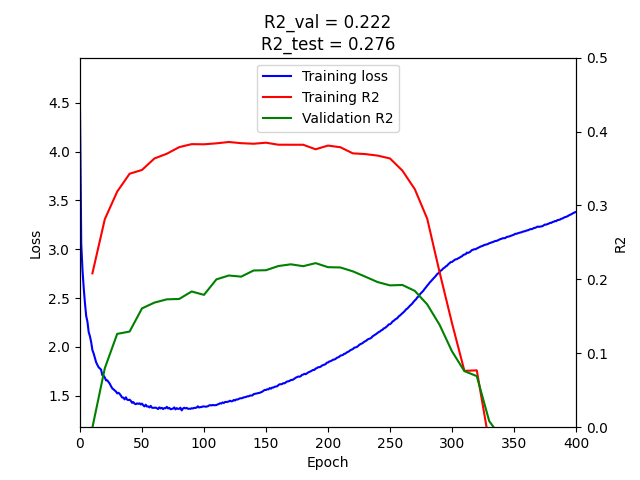 R2_val = 0.222
R2_test = 0.276
Training loss
Training R2
Validation R2
Loss
4.5
4.0
3.5
3.0
2.5
2.0
1.5
0.5
0.4
0.3
0.2
0.1
0.0
R2
0 50 100 150 200 250 300 350 400
Epoch